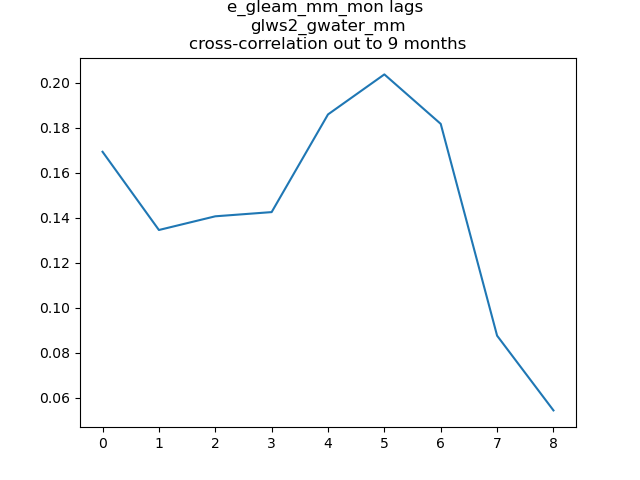 e_gleam_mm_mon lags
glws2_gwater_mm
cross-correlation out to 9 months
0.20
0.18
0.16
0.14
0.12
0.10
0.08
0.06
0 1 2 3 4 5 6 7 8